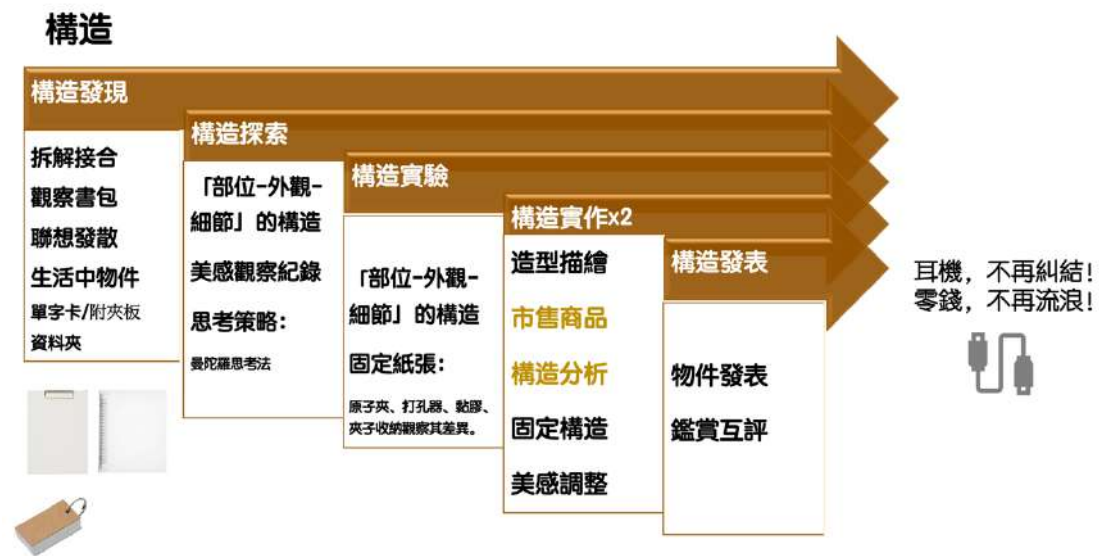 構造
構造發現
拆解接合
觀察書包
聯想發散
生活中物件
單字卡/附夾板
資料夾
構造探索
「部位-外觀-
細節」的構造
美感觀察紀錄
思考策略:
曼陀羅思考法
構造實驗
「部位-外觀-
細節」的構造
固定紙張:
原子夾、打孔器、黏膠、
夾子收納觀察其差異。
構造實作x2
造型描繪
市售商品
構造分析
固定構造
美感調整
構造發表
物件發表
鑑賞互評
耳機, 不再糾結!
零錢, 不再流浪!